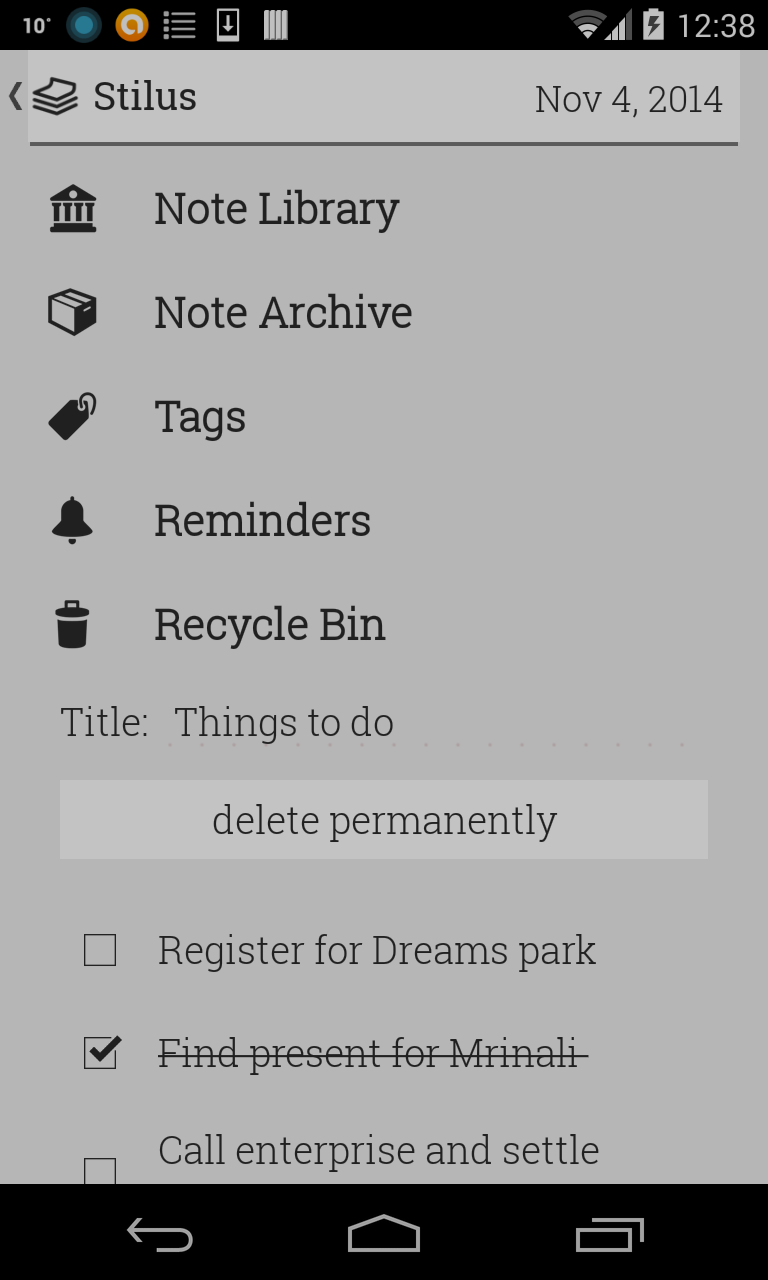 10°
12:38
Stilus
Nov 4, 2014
Note Library
Note Archive
Tags
Reminders
Recycle Bin
Title: Things to do
delete permanently
Register for Dreams park
Find present for Mrinali
Call enterprise and settle